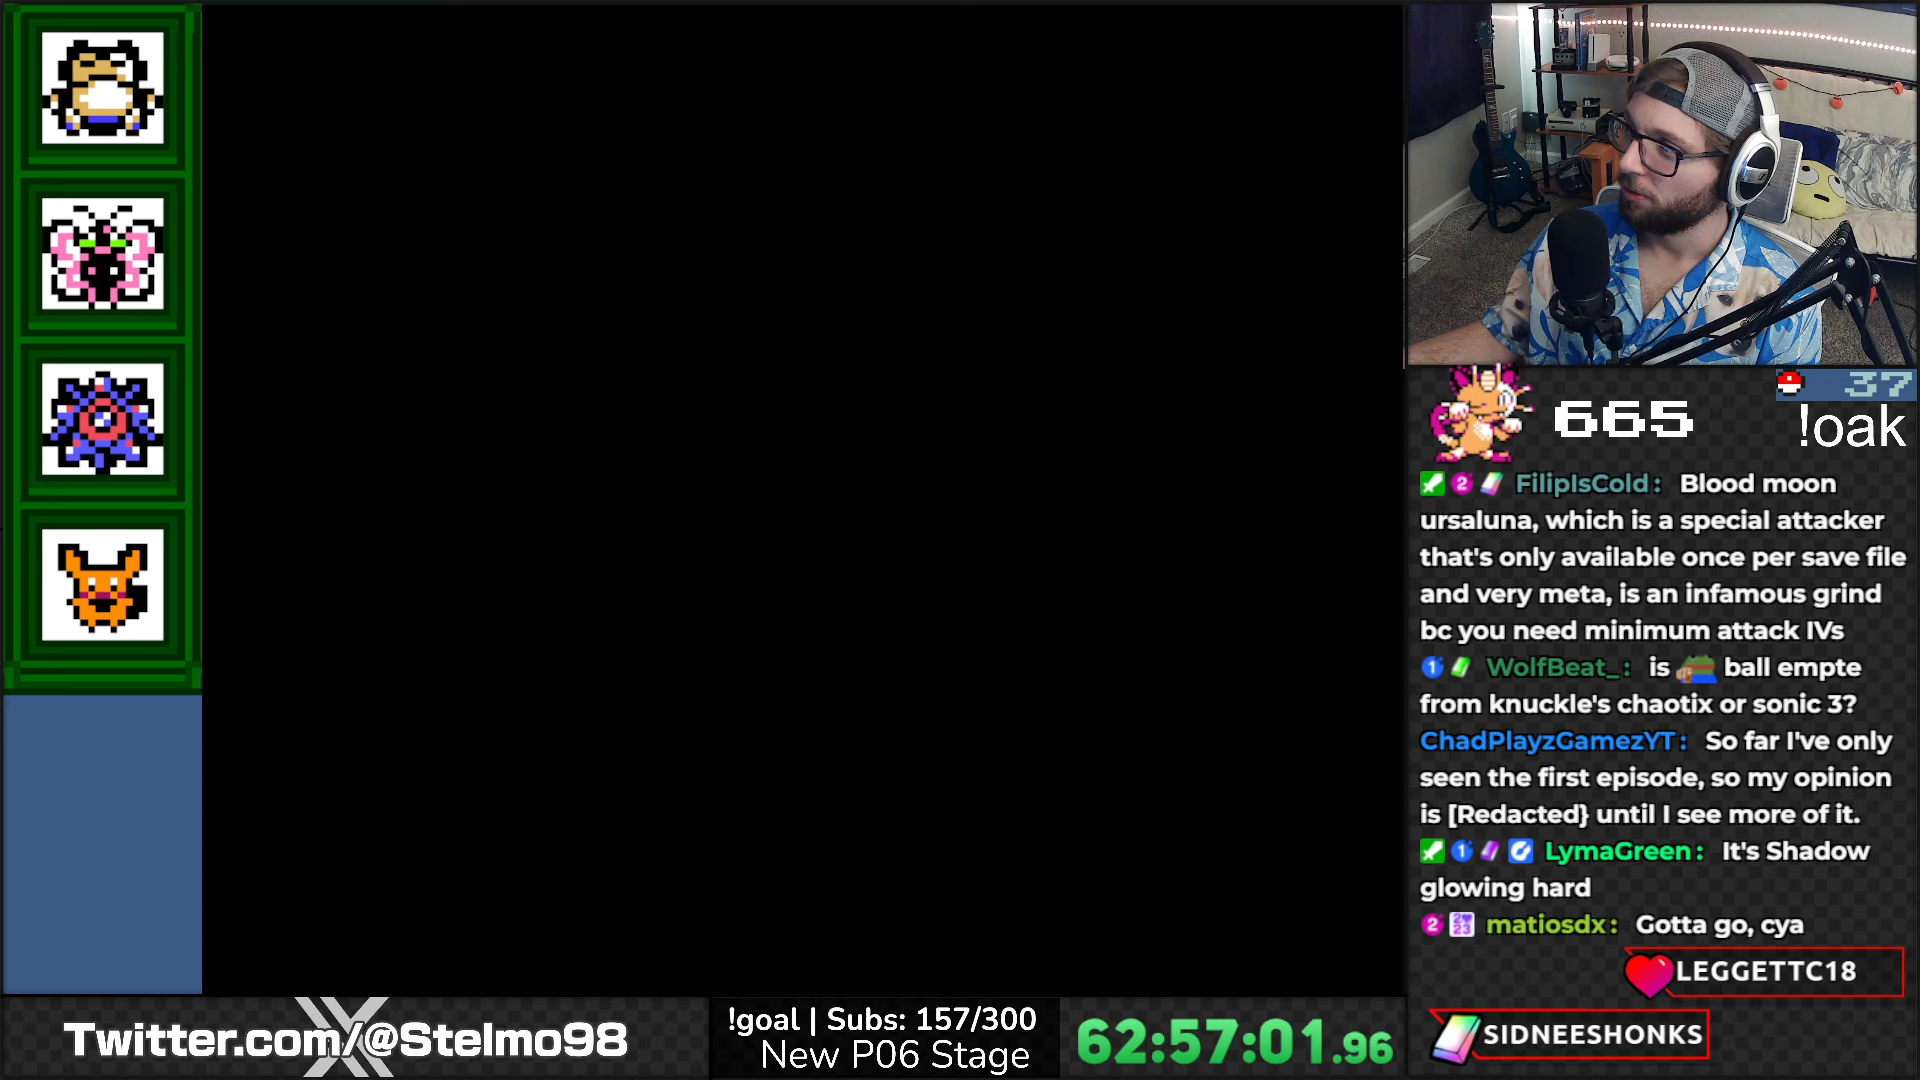 37
665
!oak
FilipIsCold: Blood moon
ursaluna, which is a special attacker
that's only available once per save file
and very meta, is an infamous grind
bc you need minimum attack IVs
WolfBeat_: is ball empte
from knuckle's chaotix or sonic 3?
ChadPlayzGamezYT: So far I've only
seen the first episode, so my opinion
is [Redacted} until I see more of it.
LymaGreen: It's Shadow
glowing hard
matiosdx: Gotta go, cya
LEGGETTC18
SIDNEESHONKS
Twitter.com/@Stelmo98
!goal | Subs: 157/300
New P06 Stage
62:57:01.96